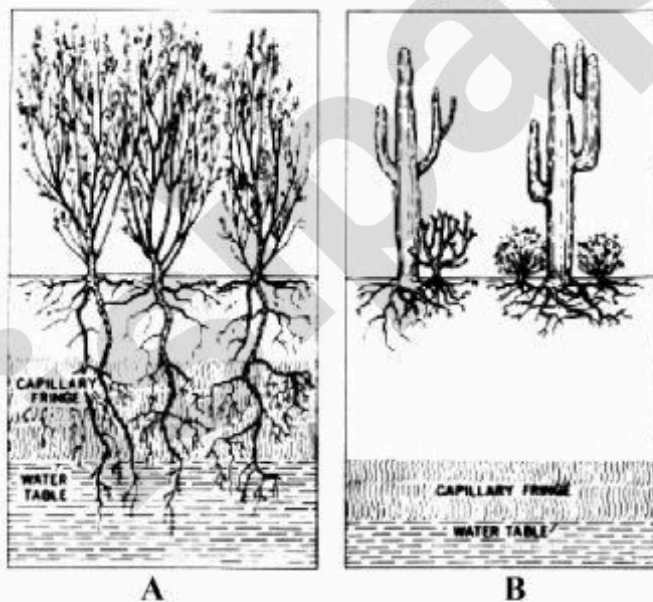 CAPILLARY
FRINGE
WATER
TABLE
CAPILLARY FRINGE
WATER TABLE
A
B